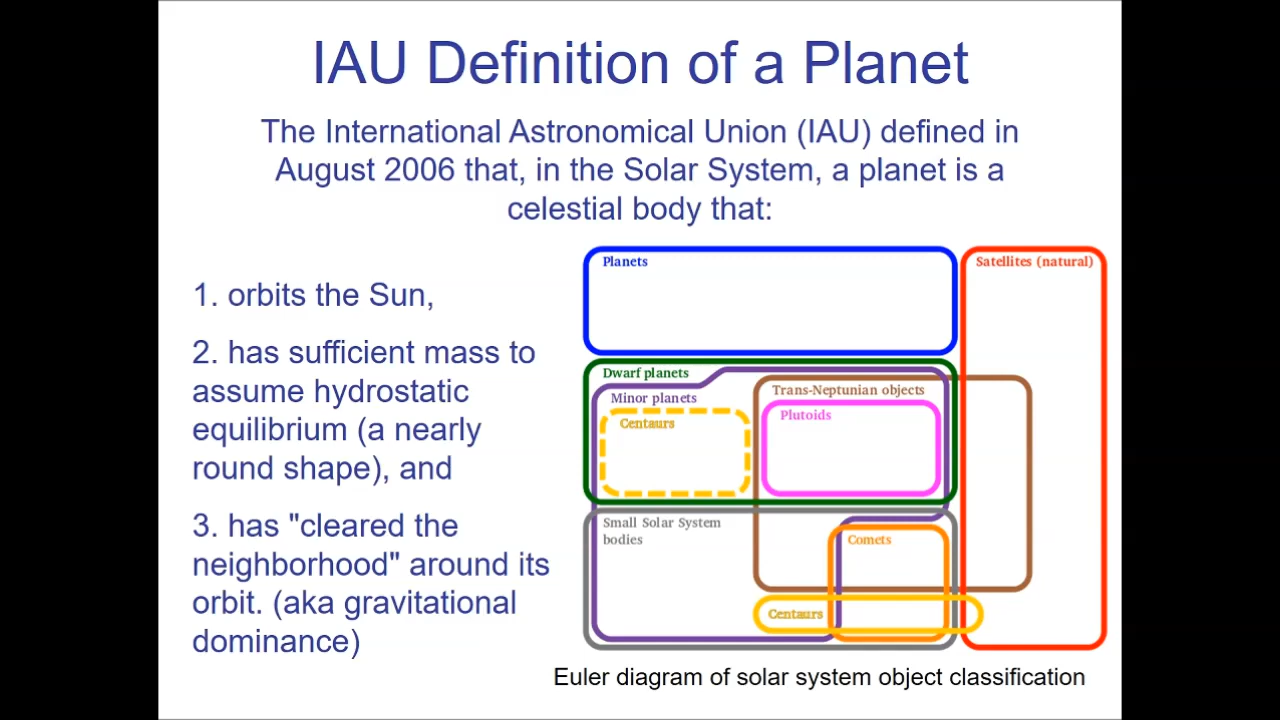 IAU Definition of a Planet
The International Astronomical Union (IAU) defined in
August 2006 that, in the Solar System, a planet is a
celestial body that:
1. orbits the Sun,
2. has sufficient mass to
assume hydrostatic
equilibrium (a nearly
round shape), and
3. has "cleared the
neighborhood" around its
orbit. (aka gravitational
dominance)
Planets
Satellites (natural)
Dwarf planets
Minor planets
Trans-Neptunian objects
Centaurs
Plutoids
Small Solar System
bodies
Comets
Centaurs
Euler diagram of solar system object classification